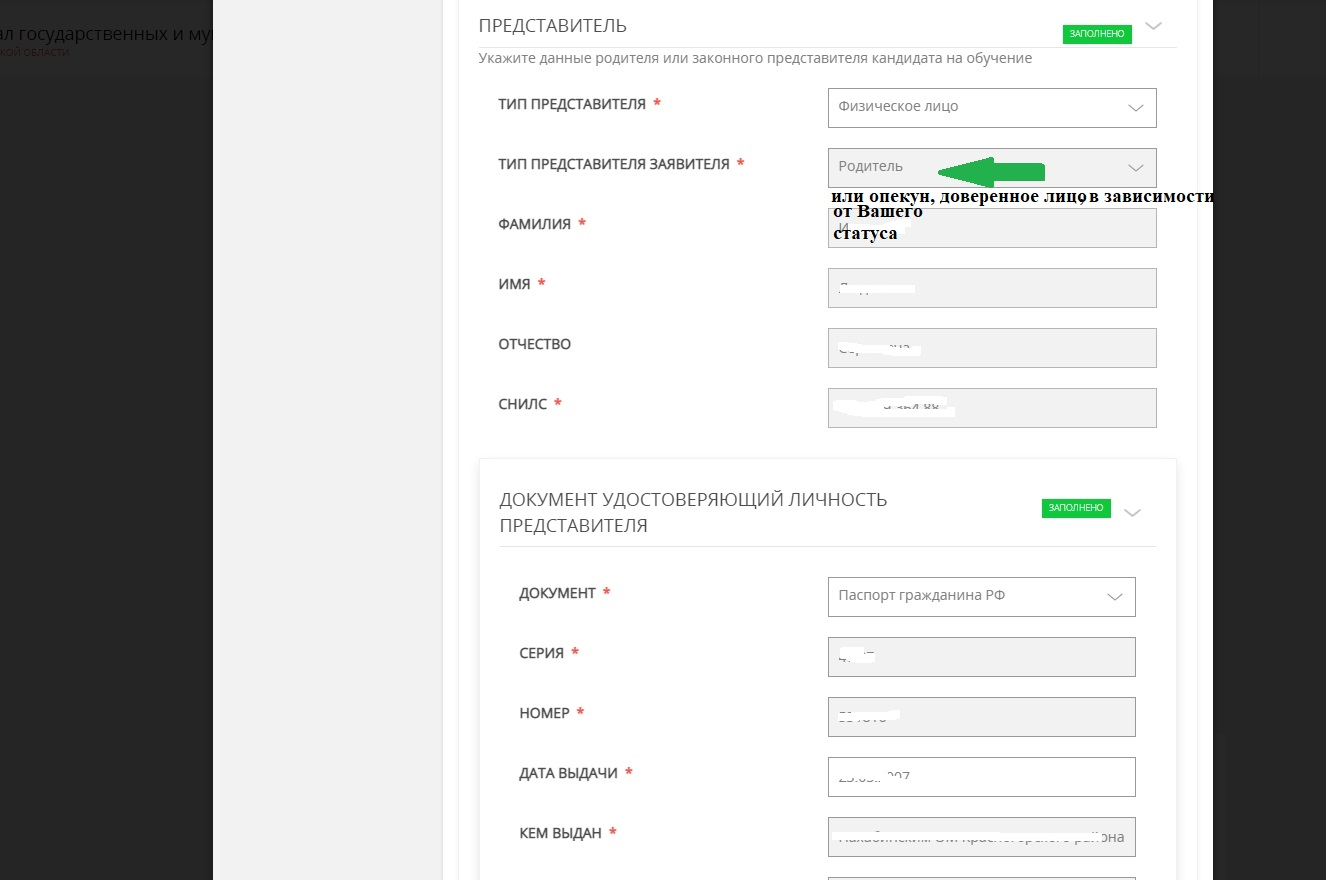 ПРЕДСТАВИТЕЛЬ
ЗАПОЛНЕНО
ал государственных и му
КОЙ ОБЛАСТИ
Укажите данные родителя или законного представителя кандидата на обучение
ТИП ПРЕДСТАВИТЕЛЯ *
Физическое лицо
ТИП ПРЕДСТАВИТЕЛЯ ЗАЯВИТЕЛЯ *
Родитель
или опекун, доверенное лицо, в зависимости
от Вашего
статуса
ФАМИЛИЯ *
ИМЯ *
ОТЧЕСТВО
СНИЛС *
ДОКУМЕНТ УДОСТОВЕРЯЮЩИЙ ЛИЧНОСТЬ
ПРЕДСТАВИТЕЛЯ
ЗАПОЛНЕНО
ДОКУМЕНТ *
Паспорт гражданина РФ
СЕРИЯ *
НОМЕР *
ДАТА ВЫДАЧИ *
КЕМ ВЫДАН *